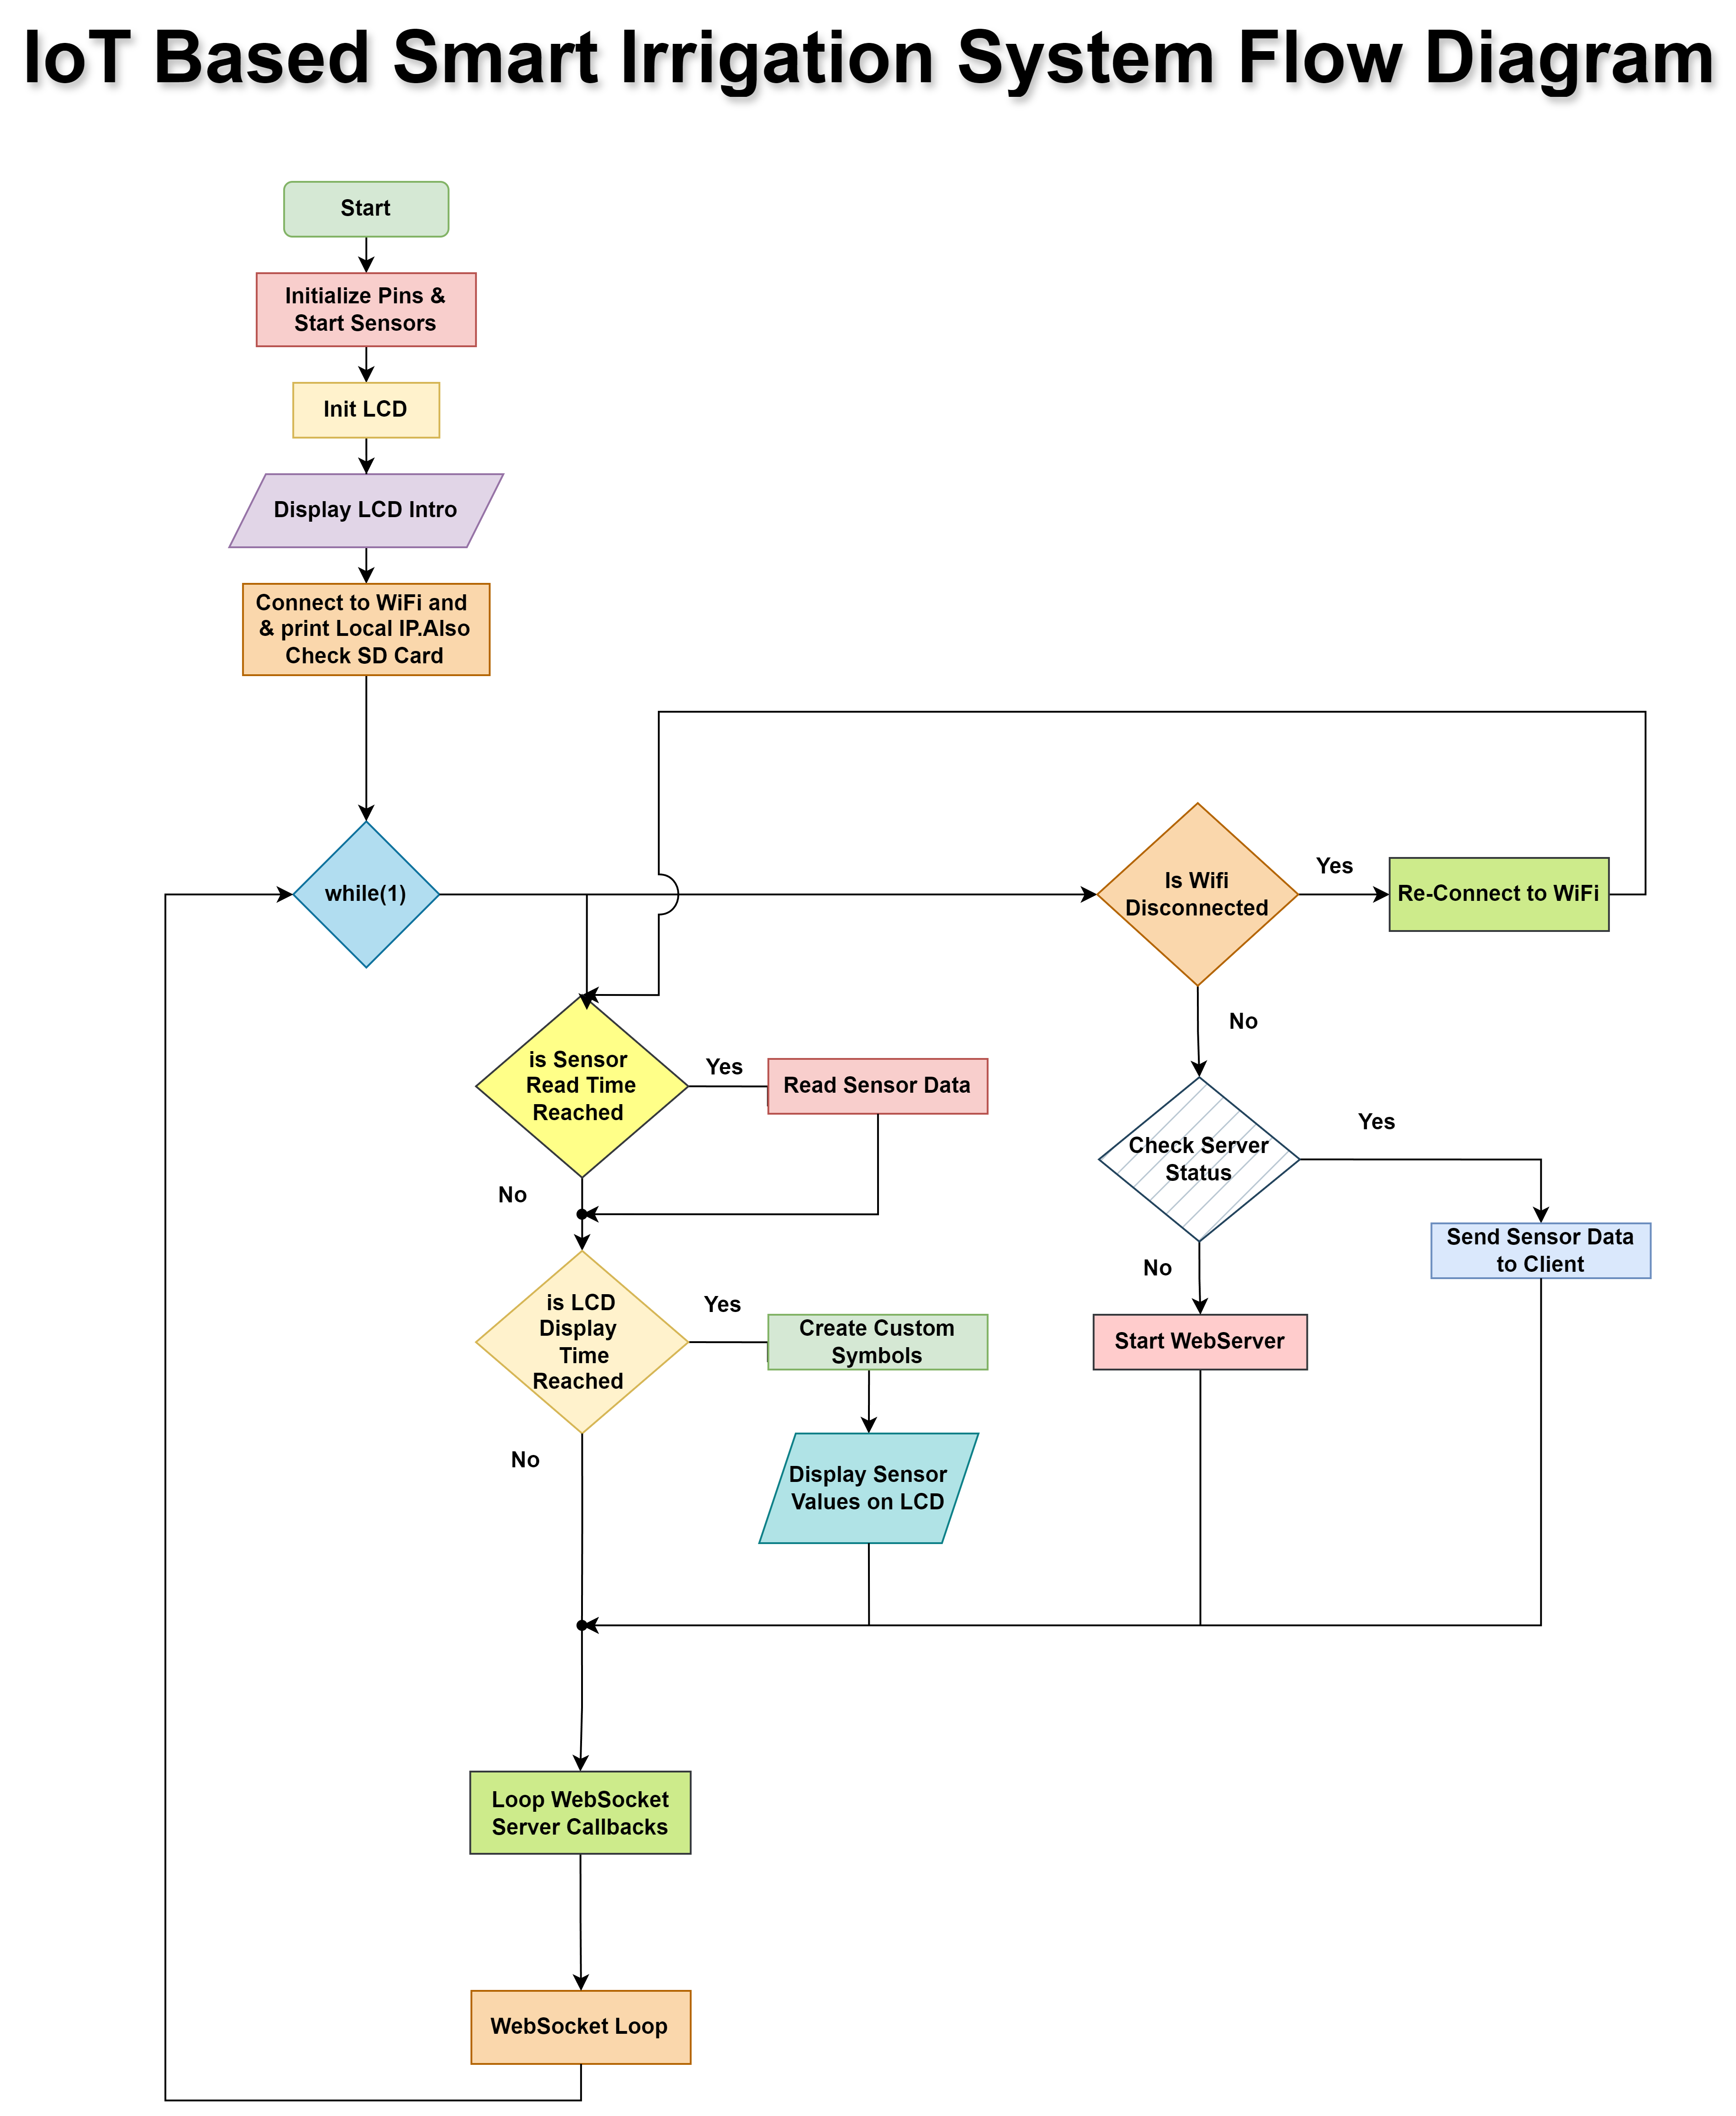 IoT Based Smart Irrigation System Flow Diagram
Start
Initialize Pins &
Start Sensors
Init LCD
Display LCD Intro
Connect to WiFi and
& print Local IP.Also
Check SD Card
while(1)
Is Wifi
Disconnected
Yes
Re-Connect to WiFi
No
is Sensor
Read Time
Reached
Yes
Read Sensor Data
No
Check Server
Status
Yes
Send Sensor Data
to Client
No
Start WebServer
is LCD
Display
Time
Reached
Yes
Create Custom
Symbols
No
Display Sensor
Values on LCD
Loop WebSocket
Server Callbacks
WebSocket Loop